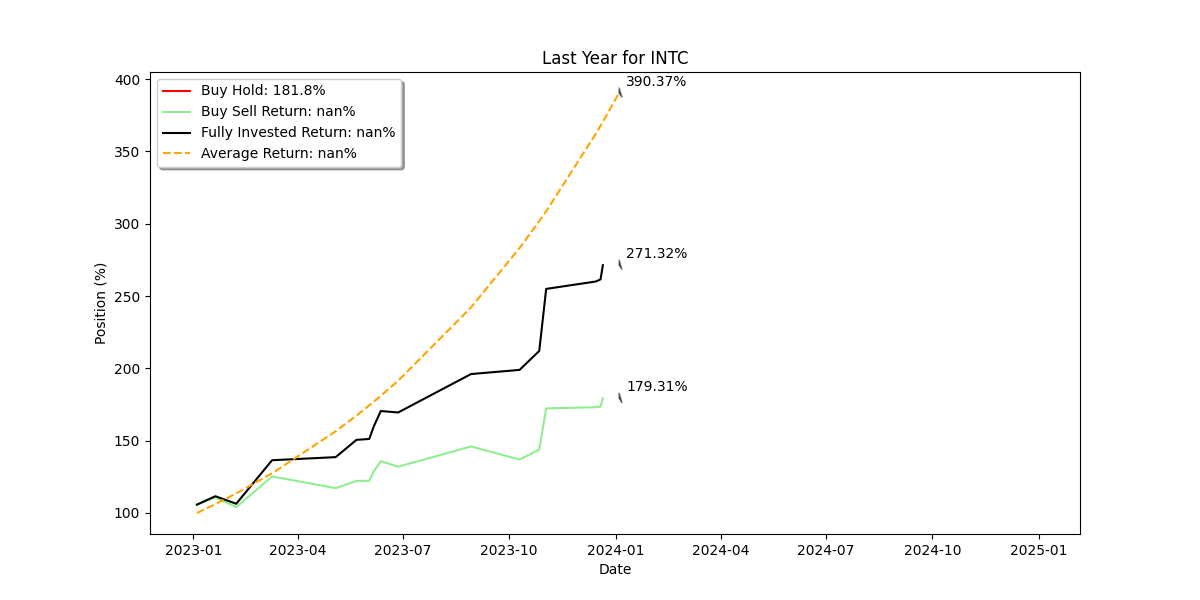 Last Year for INTC
400
350
300
250
200
150
100
Position (%)
Buy Hold: 181.8%
Buy Sell Return: nan%
Fully Invested Return: nan%
Average Return: nan%
390.37%
271.32%
179.31%
2023-01 2023-04 2023-07 2023-10 2024-01 2024-04 2024-07 2024-10 2025-01
Date